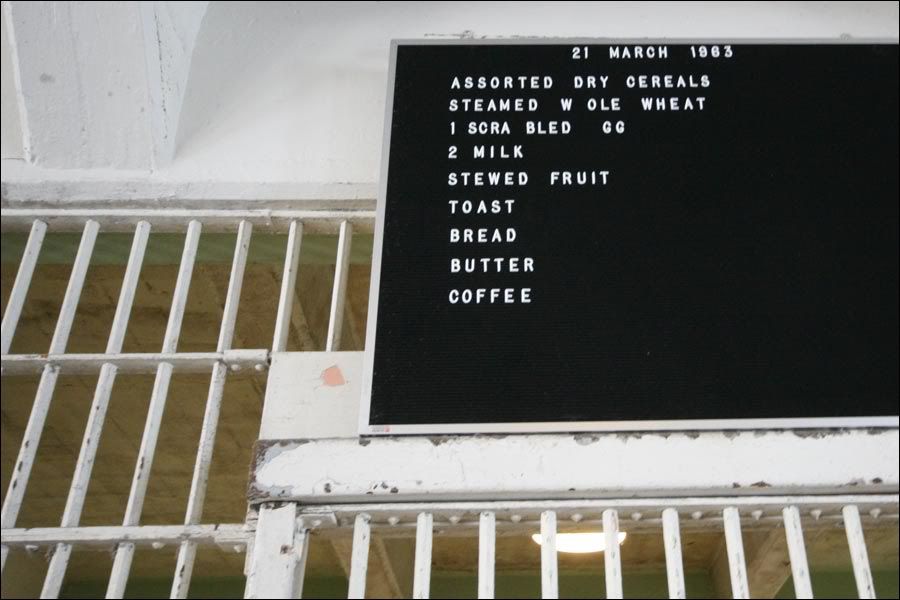 21 MARCH 1963
ASSORTED DRY CEREALS
STEAMED W OLE WHEAT
1 SCRA BLED GG
2 MILK
STEWED FRUIT
TOAST
BREAD
BUTTER
COFFEE